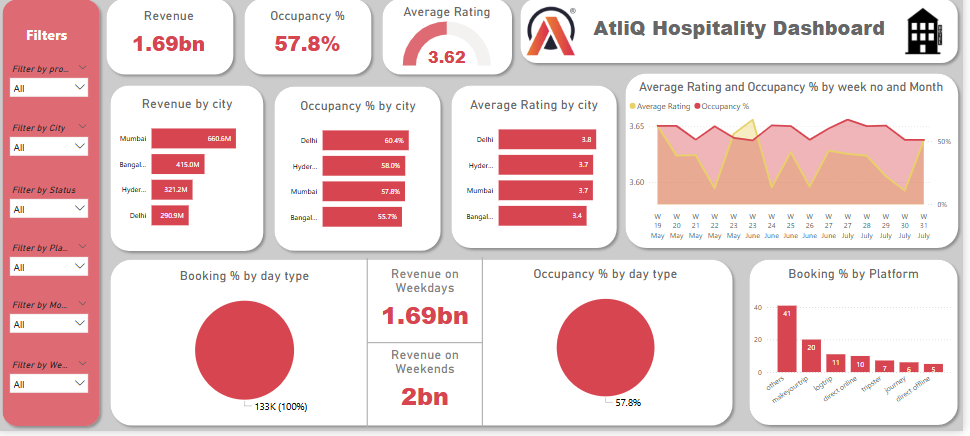 Filters
Filter by pro...
All
Filter by City
All
Filter by Status
All
Filter by Pla...
All
Filter by Mo...
All
Filter by We...
All
Revenue
1.69bn
Occupancy %
57.8%
Average Rating
3.62
AtliQ Hospitality Dashboard
Revenue by city
Mumbai 660.6M
Bangal... 415.0M
Hyder... 321.2M
Delhi 290.9M
Occupancy % by city
Delhi 60.4%
Hyder... 58.0%
Mumbai 57.8%
Bangal... 55.7%
Average Rating by city
Delhi 3.8
Hyder... 3.7
Mumbai 3.7
Bangal... 3.4
Average Rating and Occupancy % by week no and Month
Average Rating Occupancy %
3.65 50%
3.60
0%
W W W W W W W W W W W W W W W
19 20 21 22 23 23 24 25 26 27 27 28 29 30 31
May May May May May June June June June June July July July July July
Booking % by day type
133K (100%)
Revenue on
Weekdays
1.69bn
Revenue on
Weekends
2bn
Occupancy % by day type
57.8%
Booking % by Platform
40
20
0
41
20
11
10
7
6
5
others
makeyourtrip
logtrip
direct online
tripster
journey
direct offline